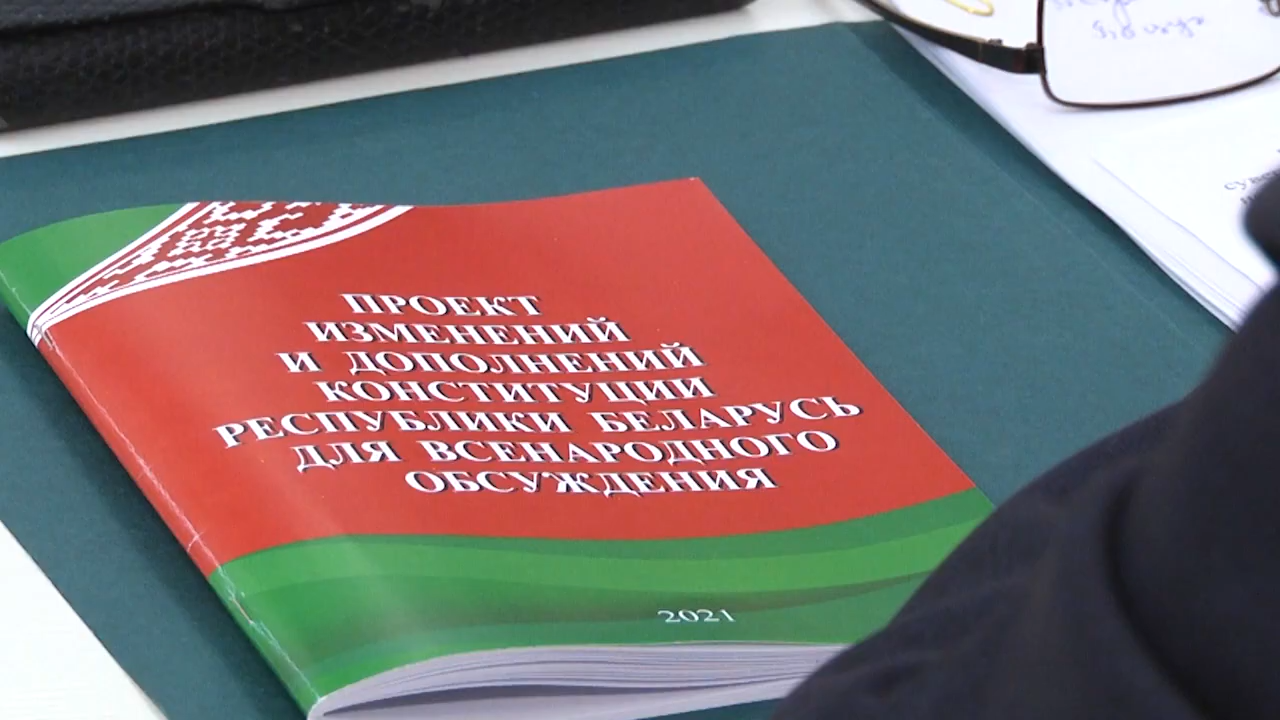 ПРОЕКТ
ИЗМЕНЕНИЙ
И ДОПОЛНЕНИЙ
КОНСТИТУЦИИ
РЕСПУБЛИКИ БЕЛАРУСЬ
ДЛЯ ВСЕНАРОДНОГО
ОБСУЖДЕНИЯ
2021